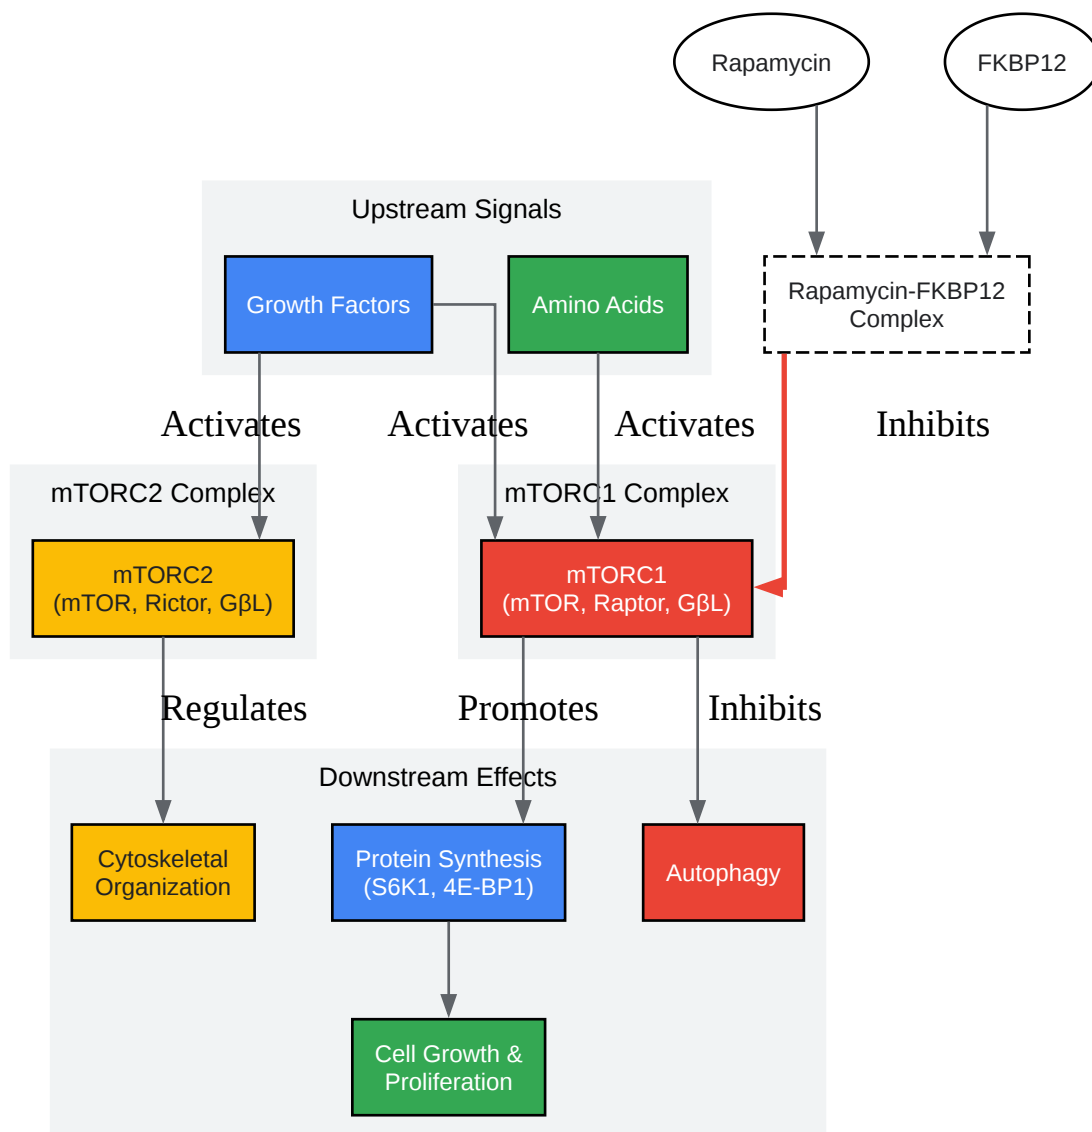 Rapamycin
FKBP12
Upstream Signals
Growth Factors
Amino Acids
Rapamycin-FKBP12
Complex
Activates
Activates
Activates
Inhibits
mTORC2 Complex
mTORC1 Complex
mTORC2
(mTOR, Rictor, GβL)
mTORC1
(mTOR, Raptor, GβL)
Regulates
Promotes
Inhibits
Downstream Effects
Cytoskeletal
Organization
Protein Synthesis
(S6K1, 4E-BP1)
Autophagy
Cell Growth &
Proliferation